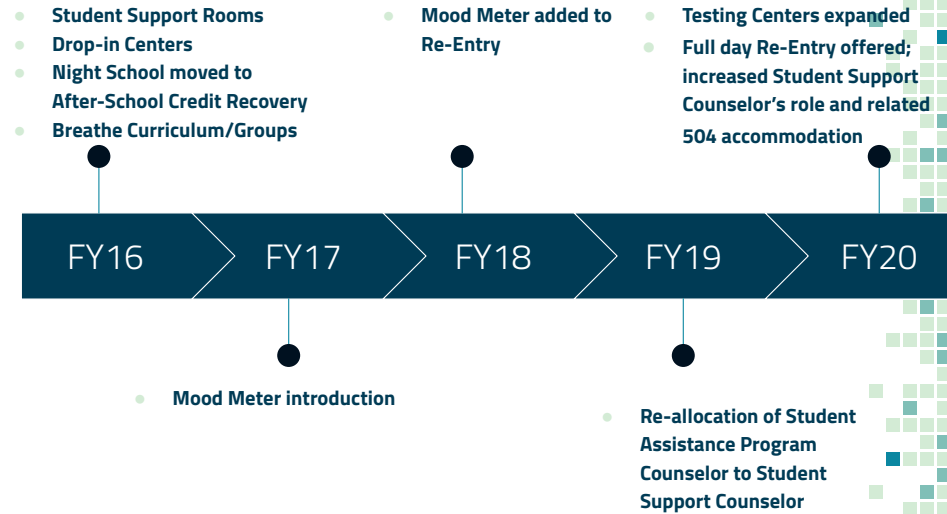 Student Support Rooms
Drop-in Centers
Night School moved to
After-School Credit Recovery
Breathe Curriculum/Groups
Mood Meter added to
Re-Entry
Testing Centers expanded
Full day Re-Entry offered;
increased Student Support
Counselor's role and related
504 accommodation
FY16
FY17
FY18
FY19
FY20
Mood Meter introduction
Re-allocation of Student
Assistance Program
Counselor to Student
Support Counselor